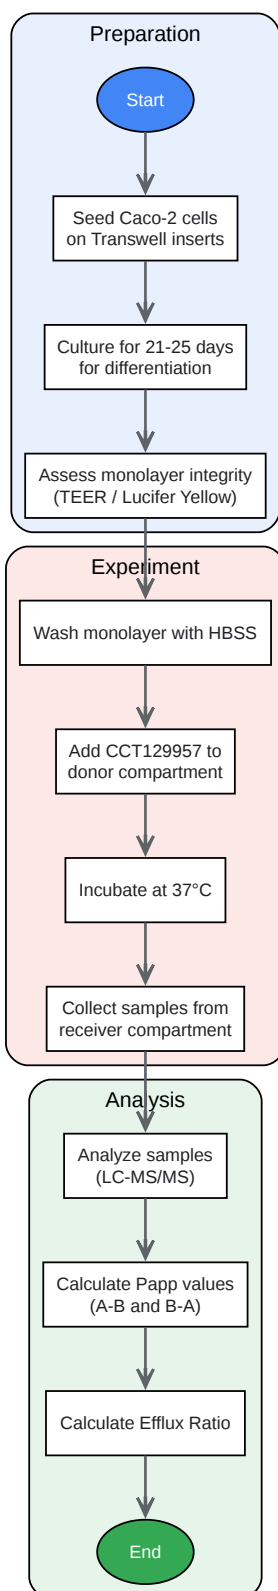 Preparation
Start
Seed Caco-2 cells
on Transwell inserts
Culture for 21-25 days
for differentiation
Assess monolayer integrity
(TEER / Lucifer Yellow)
Experiment
Wash monolayer with HBSS
Add CCT129957 to
donor compartment
Incubate at 37°C
Collect samples from
receiver compartment
Analysis
Analyze samples
(LC-MS/MS)
Calculate Papp values
(A-B and B-A)
Calculate Efflux Ratio
End